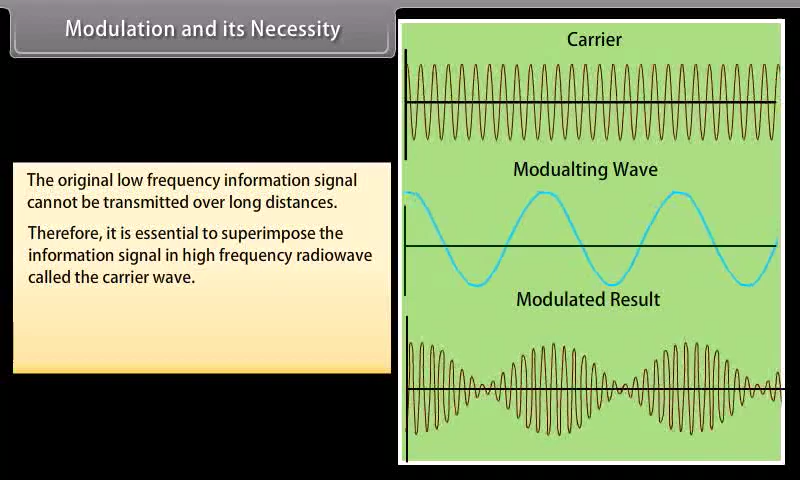 Modulation and its Necessity
The original low frequency information signal
cannot be transmitted over long distances.
Therefore, it is essential to superimpose the
information signal in high frequency radiowave
called the carrier wave.
Carrier
Modualting Wave
Modulated Result